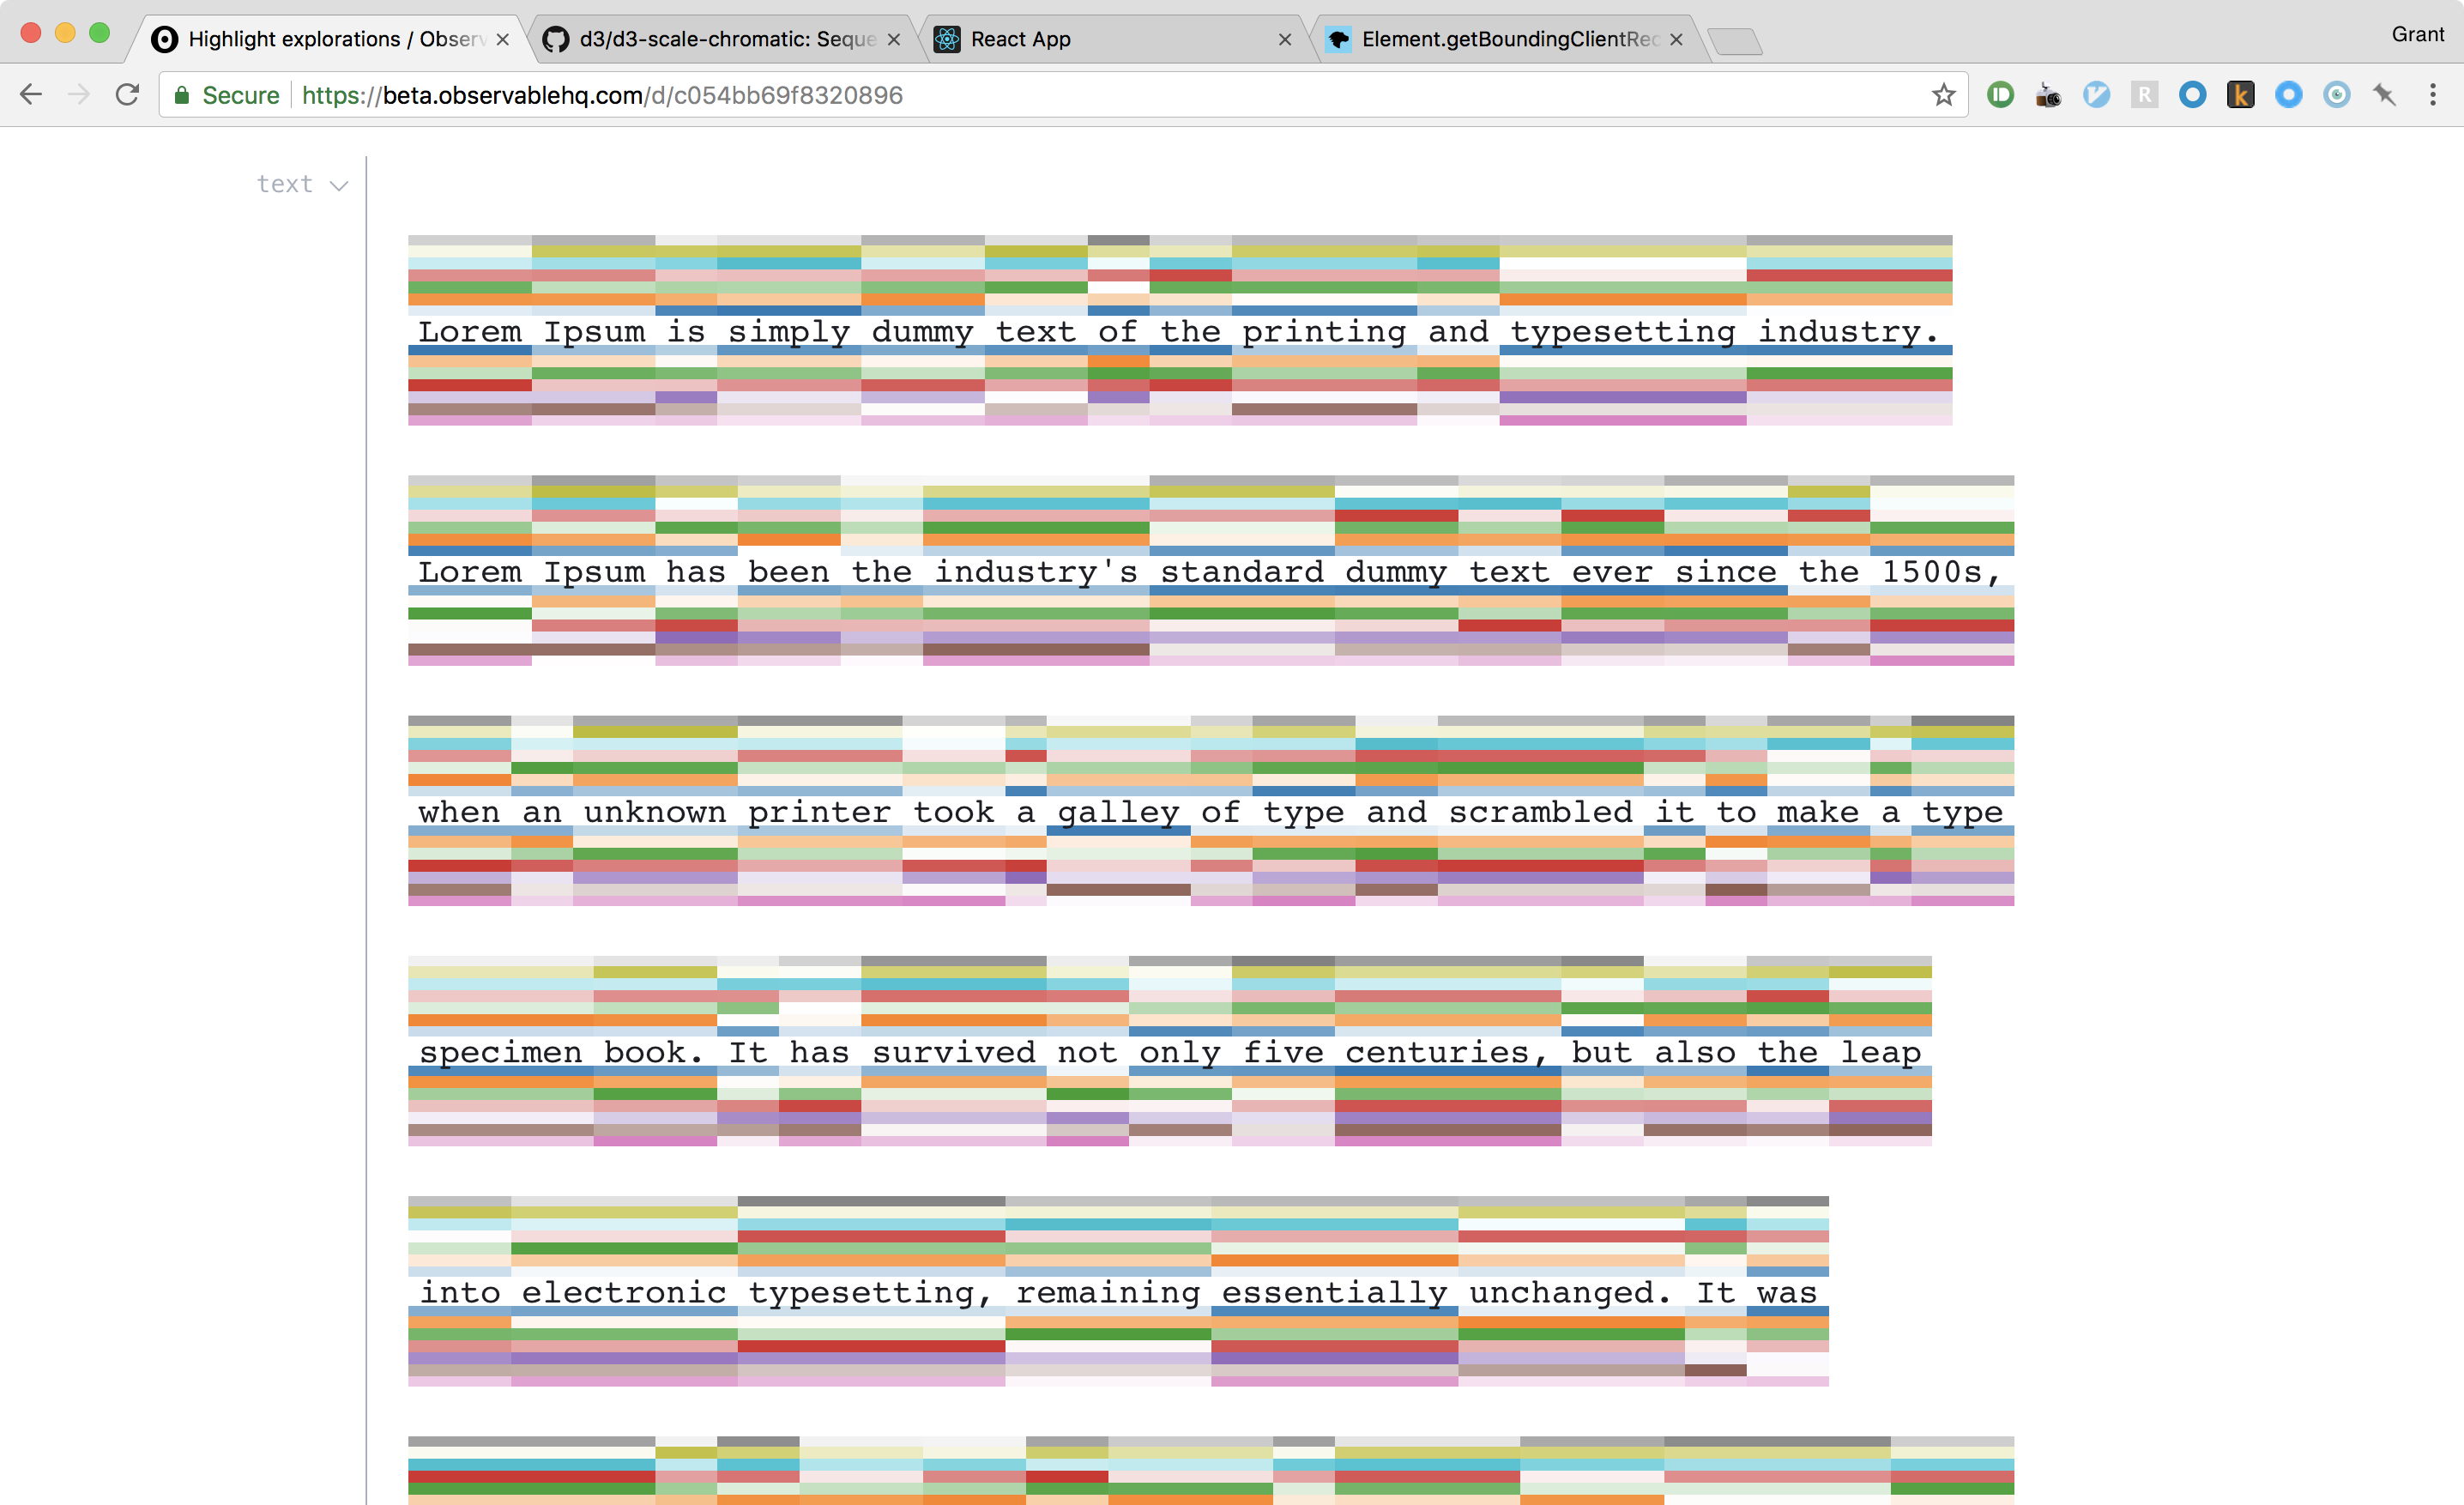 Highlight explorations / Observ
d3/d3-scale-chromatic: Seque
React App
Element.getBoundingClientRec
Grant
Secure
https://beta.observablehq.com/d/c054bb69f8320896
R
k
text
Lorem Ipsum is simply dummy text of the printing and typesetting industry.
Lorem Ipsum has been the industry's standard dummy text ever since the 1500s,
when an unknown printer took a galley of type and scrambled it to make a type
specimen book. It has survived not only five centuries, but also the leap
into electronic typesetting, remaining essentially unchanged. It was